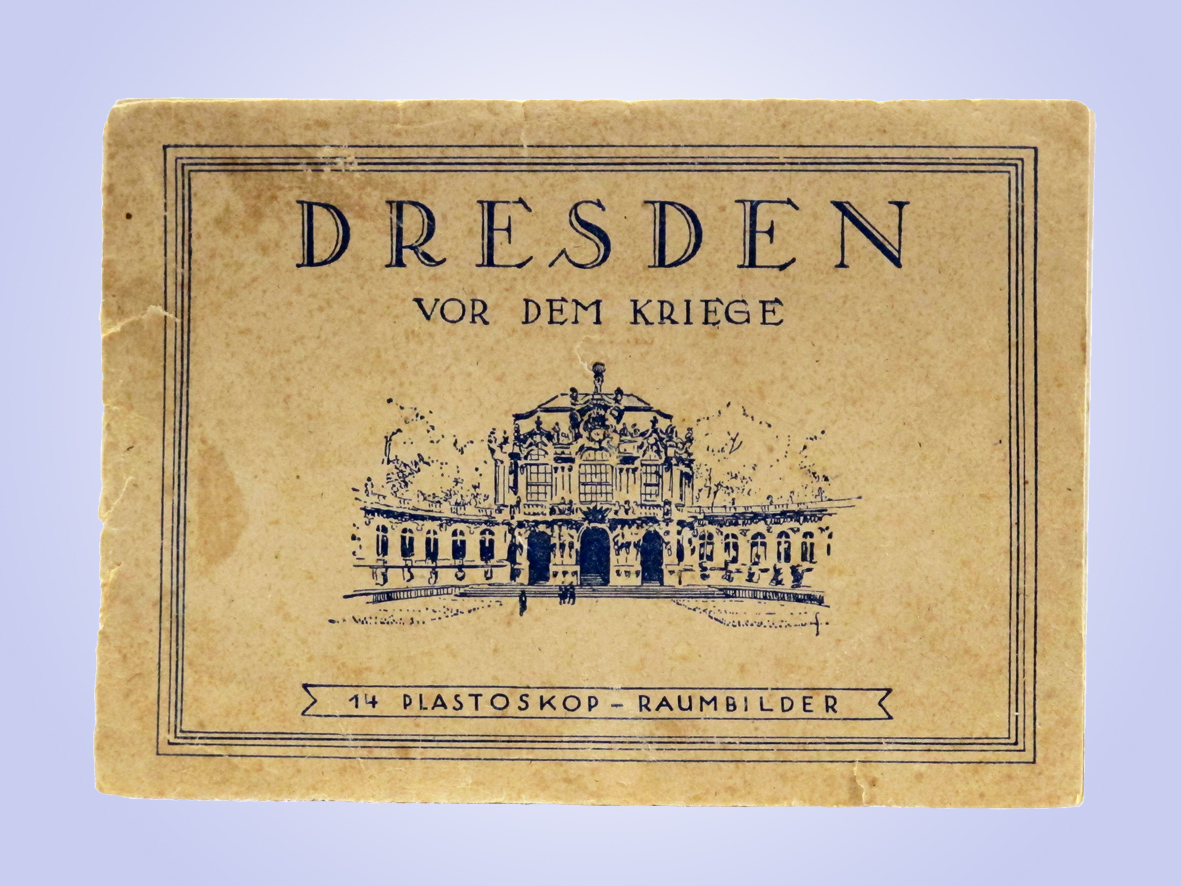 DRESDEN
VOR DEM KRIEGE
14 PLASTOSKOP – RAUMBILDER